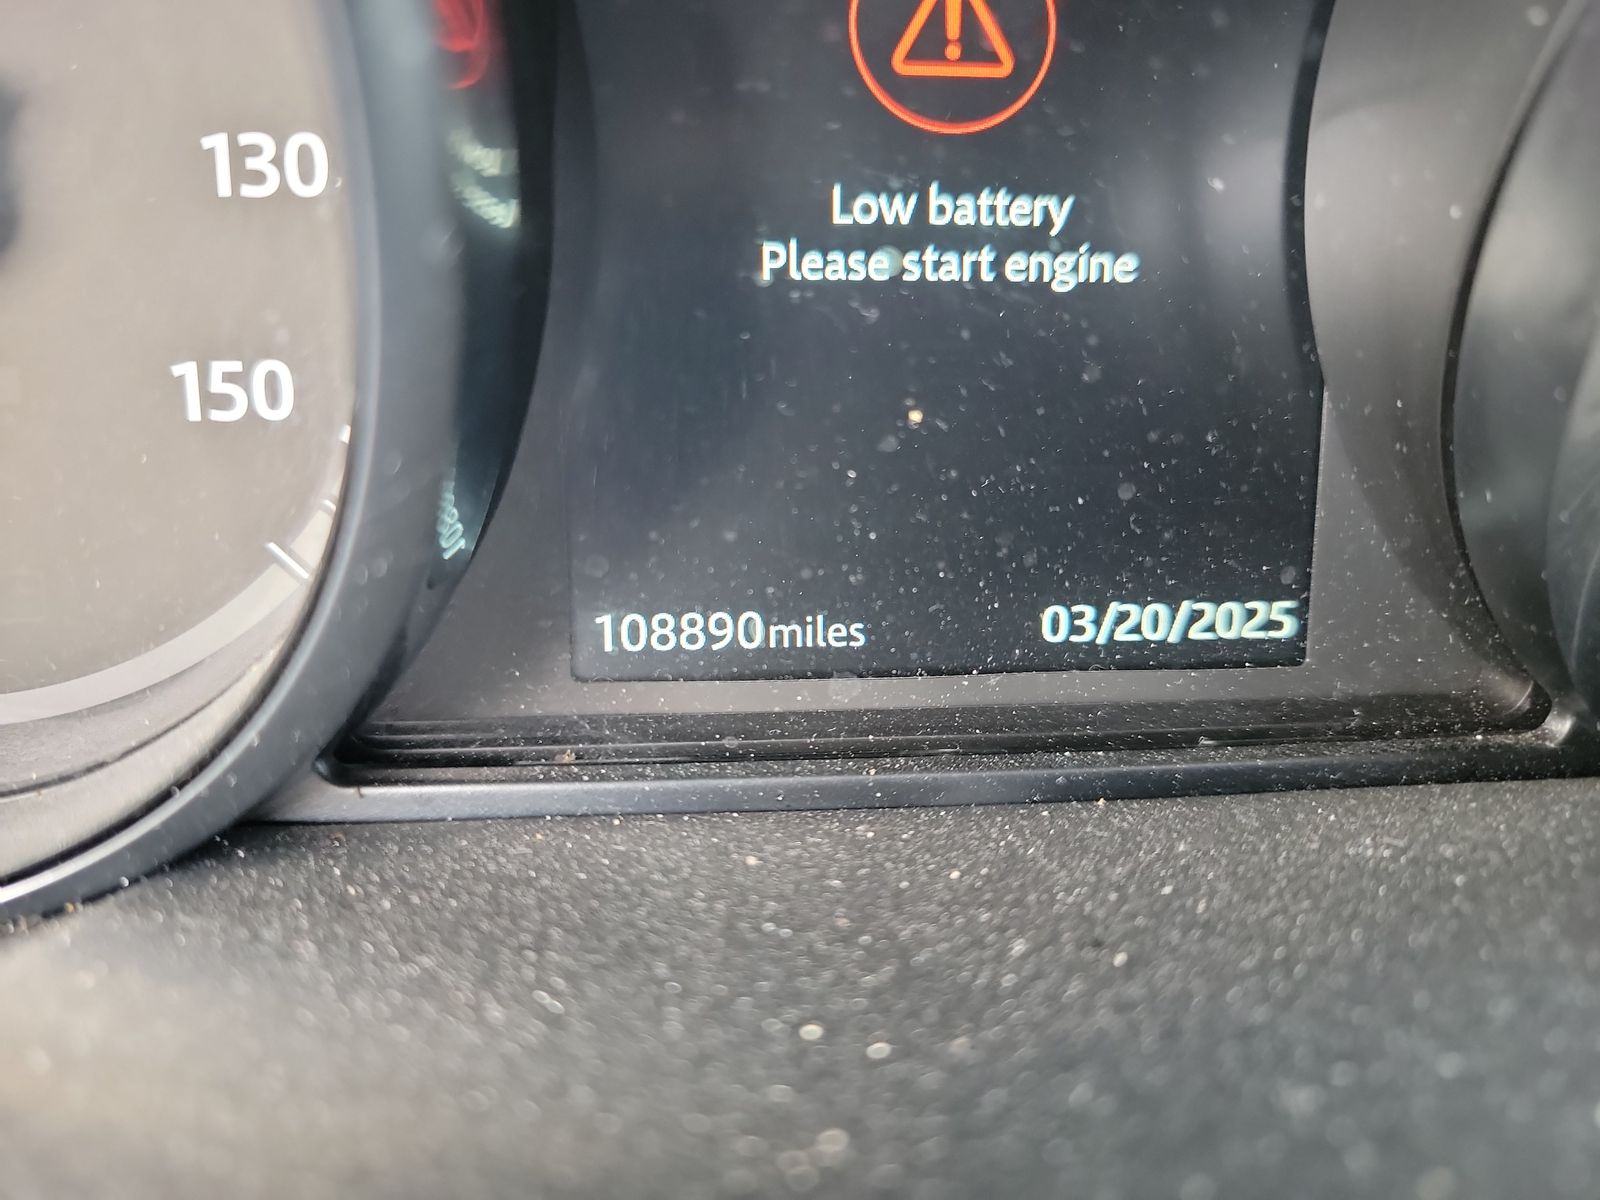 130
150
Low battery
Please start engine
108890miles
03/20/2025